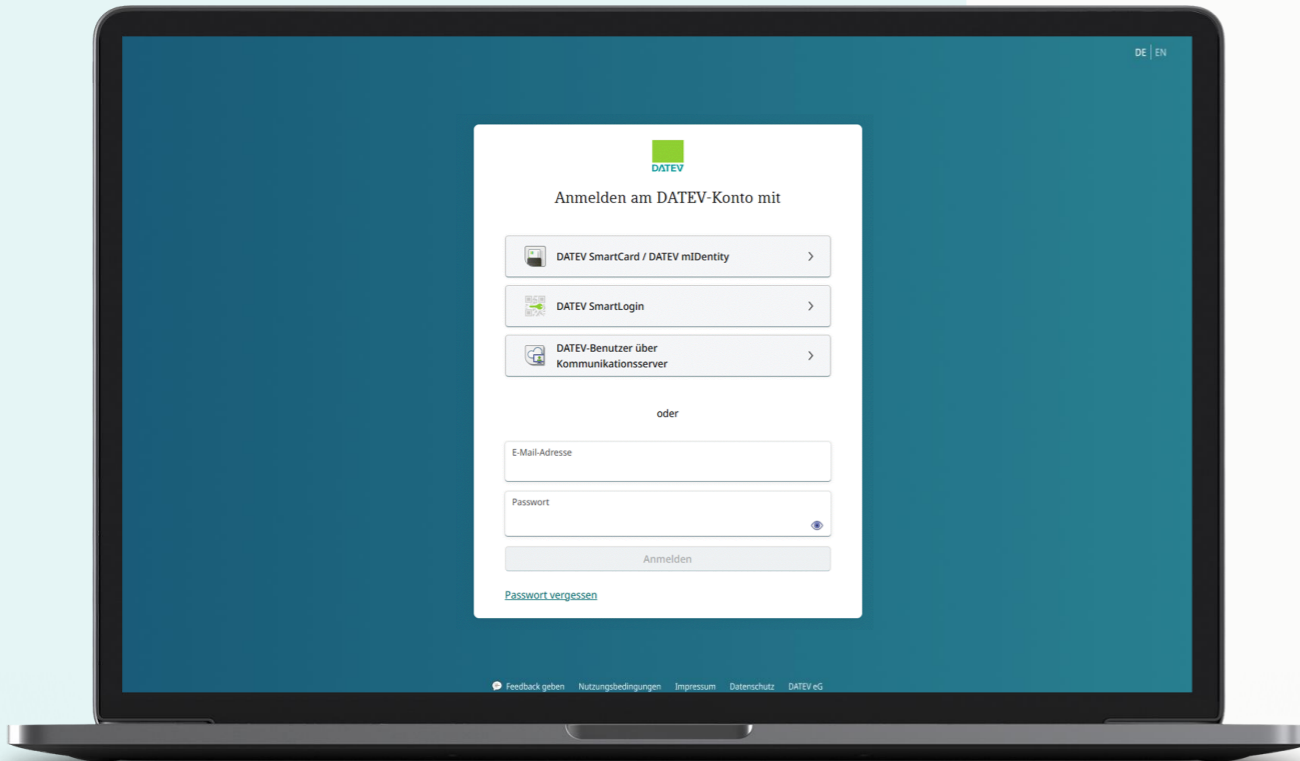 DE | EN
DATEV
Anmelden am DATEV-Konto mit
DATEV SmartCard / DATEV mIDentity
DATEV SmartLogin
DATEV-Benutzer über
Kommunikationsserver
oder
E-Mail-Adresse
Passwort
Anmelden
Passwort vergessen
Feedback geben Nutzungsbedingungen Impressum Datenschutz DATEV eG